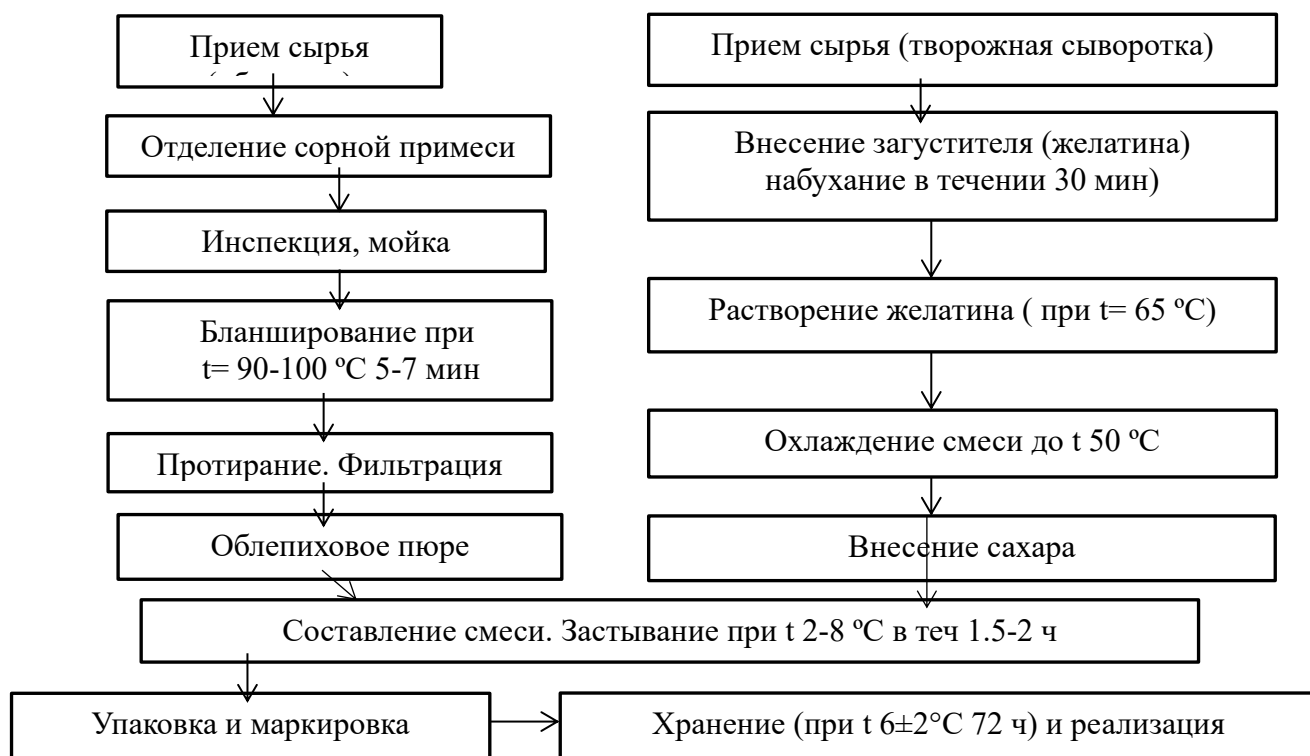 Прием сырья
Отделение сорной примеси
Инспекция, мойка
Бланширование при
t= 90-100 ºС 5-7 мин
Протирание. Фильтрация
Облепиховое пюре
Прием сырья (творожная сыворотка)
Внесение загустителя (желатина)
набухание в течении 30 мин)
Растворение желатина ( при t= 65 ºС)
Охлаждение смеси до t 50 ºС
Внесение сахара
Составление смеси. Застывание при t 2-8 ºС в теч 1.5-2 ч
Упаковка и маркировка
Хранение (при t 6±2°С 72 ч) и реализация